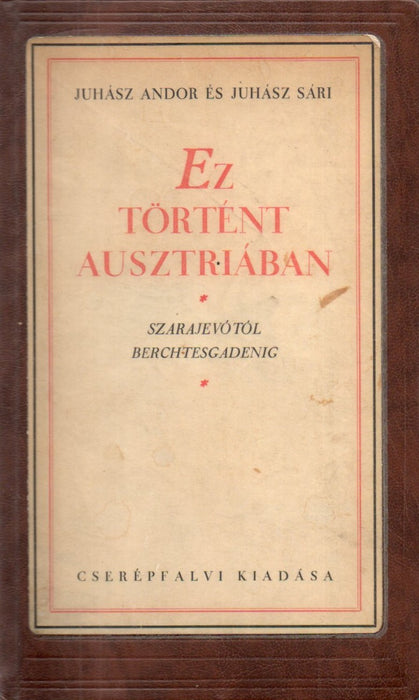 JUHÁSZ ANDOR ÉS JUHÁSZ SÁRI
EZ
TÖRTÉNT
AUSZTRIÁBAN
*
SZARAJEVÓTÓL
BERCHTESGADENIG
*
CSERÉPFALVI KIADÁSA